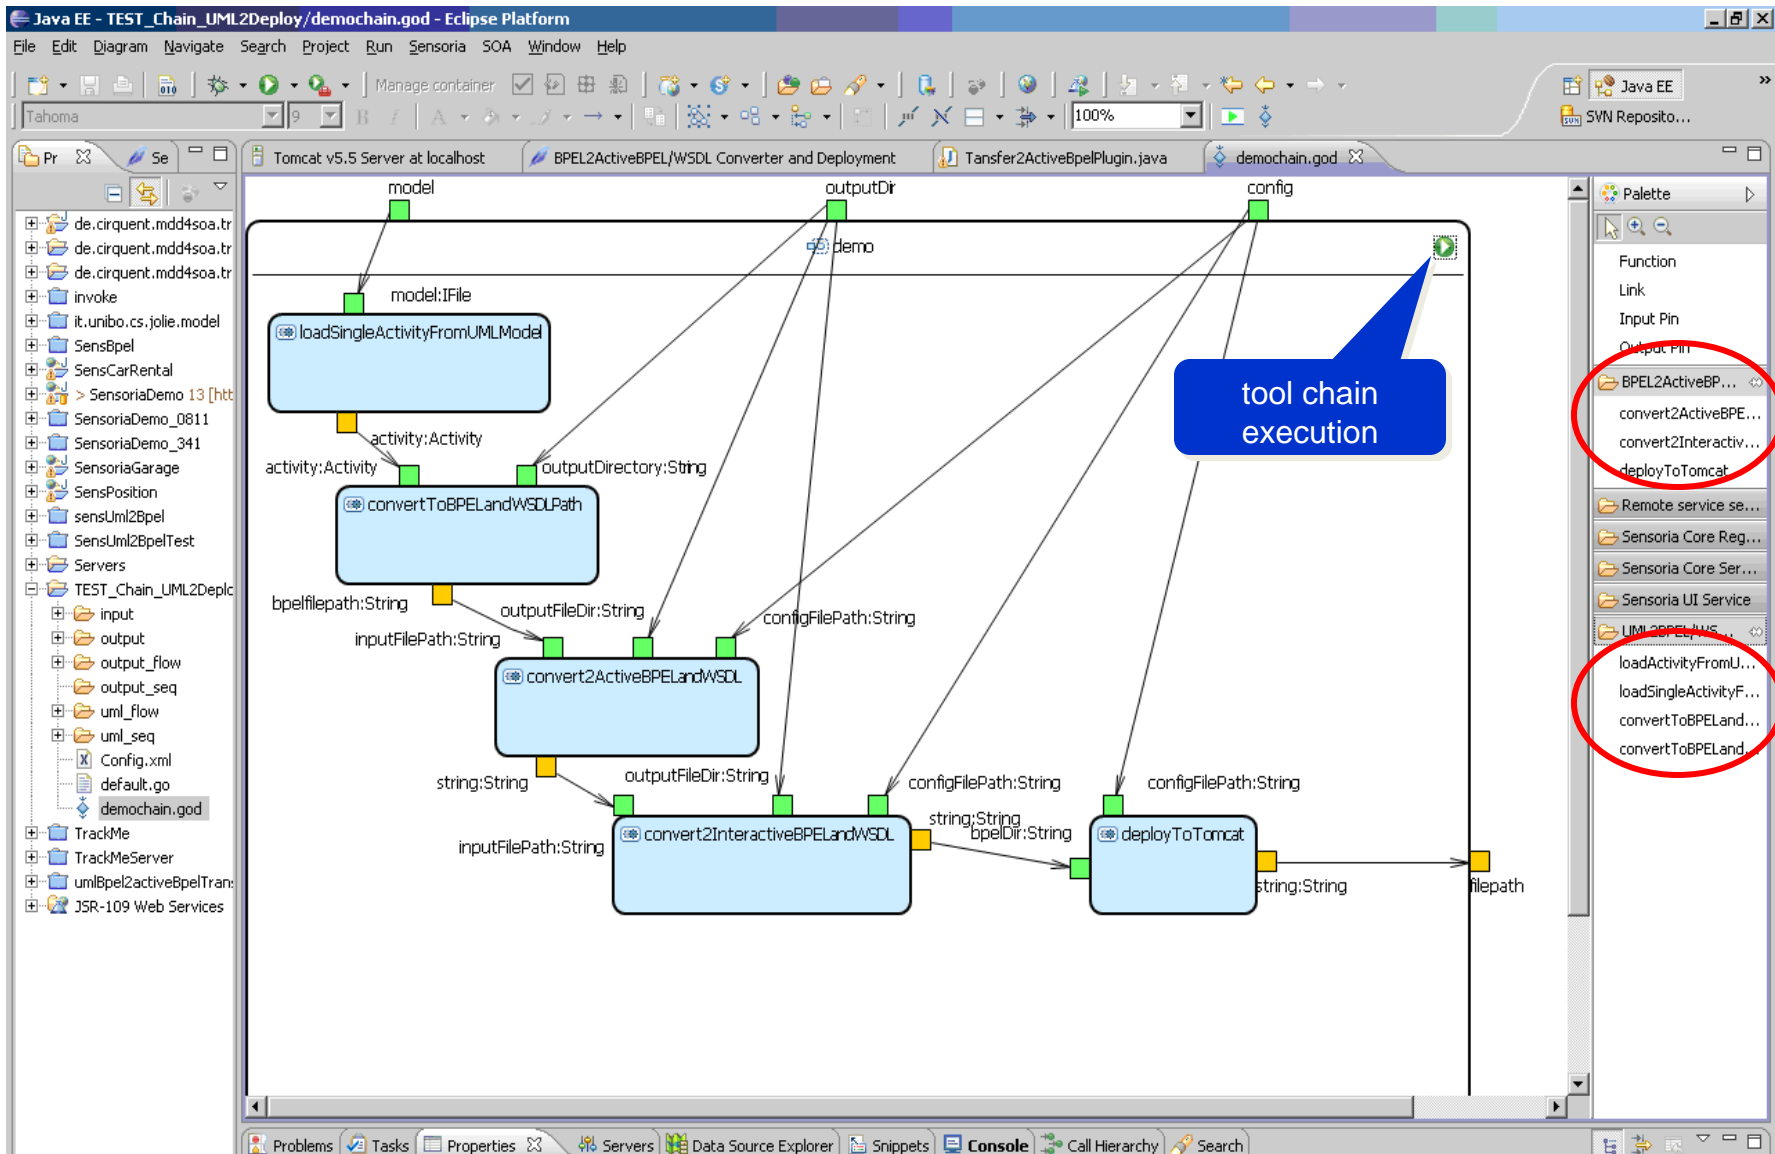 Java EE - TEST_Chain_UML2Deploy/demochain.god - Eclipse Platform
File Edit Diagram Navigate Search Project Run Sensoria SOA Window Help
Manage container
Java EE
»
Tahoma 9 B I A 100%
SVN Reposito...
Pr Se
Tomcat v5.5 Server at localhost
BPEL2ActiveBPEL/WSDL Converter and Deployment
Tansfer2ActiveBpelPlugin.java
demochain.god
de.cirquent.mdd4soa.tr
de.cirquent.mdd4soa.tr
de.cirquent.mdd4soa.tr
invoke
it.unibo.cs.jolie.model
SensBpel
SensCarRental
> SensoriaDemo 13 [htt
SensoriaDemo_0811
SensoriaDemo_341
SensoriaGarage
SensPosition
sensUml2Bpel
SensUml2BpelTest
Servers
TEST_Chain_UML2Deplo
input
output
output_flow
output_seq
uml_flow
uml_seq
Config.xml
default.go
demochain.god
TrackMe
TrackMeServer
umlBpel2activeBpelTran
JSR-109 Web Services
model
outputDir
config
demo
model:IFile
loadSingleActivityFromUMLModel
activity:Activity
activity:Activity
outputDirectory:String
convertToBPELandWSDLPath
bpelfilepath:String
outputFileDir:String
configFilePath:String
inputFilePath:String
convert2ActiveBPELandWSDL
string:String
outputFileDir:String
configFilePath:String
configFilePath:String
inputFilePath:String
convert2InteractiveBPELandWSDL
string:String
bpelDir:String
deployToTomcat
string:String
filepath
tool chain
execution
Palette
Function
Link
Input Pin
Output Pin
BPEL2ActiveBP...
convert2ActiveBPE...
convert2Interactiv...
deployToTomcat
Remote service se...
Sensoria Core Reg...
Sensoria Core Ser...
Sensoria UI Service
UML2BPEL/WS...
loadActivityFromU...
loadSingleActivityF...
convertToBPELand...
convertToBPELand...
Problems Tasks Properties Servers Data Source Explorer Snippets Console Call Hierarchy Search